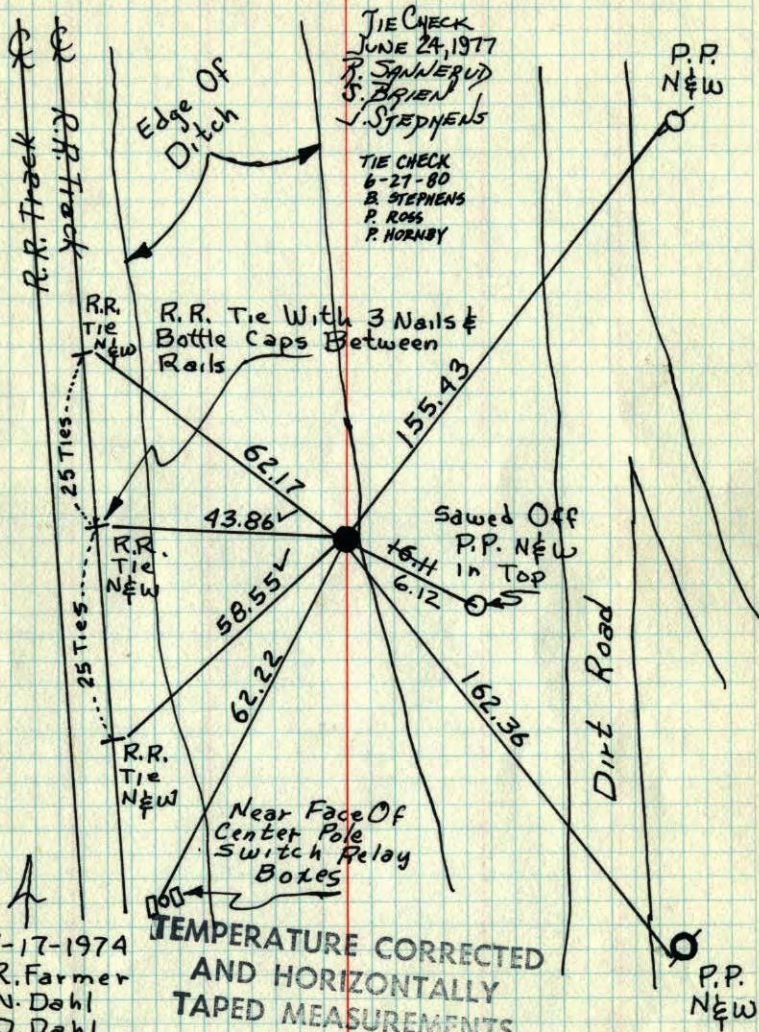 TIE CHECK
JUNE 24, 1977
R. SANNERUD
J. BRIEN
J. STEPHENS
TIE CHECK
6-27-80
B. STEPHENS
P. ROSS
P. HORNBY
P.P.
N&W
Edge Of
Ditch
R.R. Track
R.R. Track
R.R.
Tie
N&W
R.R. Tie With 3 Nails &
Bottle Caps Between
Rails
25 Ties
62.17
155.43
43.86 ✓
R.R.
Tie
N&W
Sawed Off
P.P. N&W
in Top
6.12
58.55 ✓
25 Ties
62.22
162.36
Dirt Road
R.R.
Tie
N&W
Near Face Of
Center Pole
Switch Relay
Boxes
-17-1974
R. Farmer
N. Dahl
D. Dahl
TEMPERATURE CORRECTED
AND HORIZONTALLY
TAPED MEASUREMENTS
P.P.
N&W